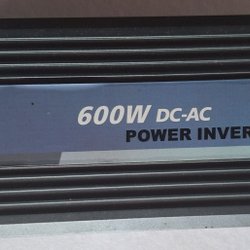 600W DC-AC
POWER INVER